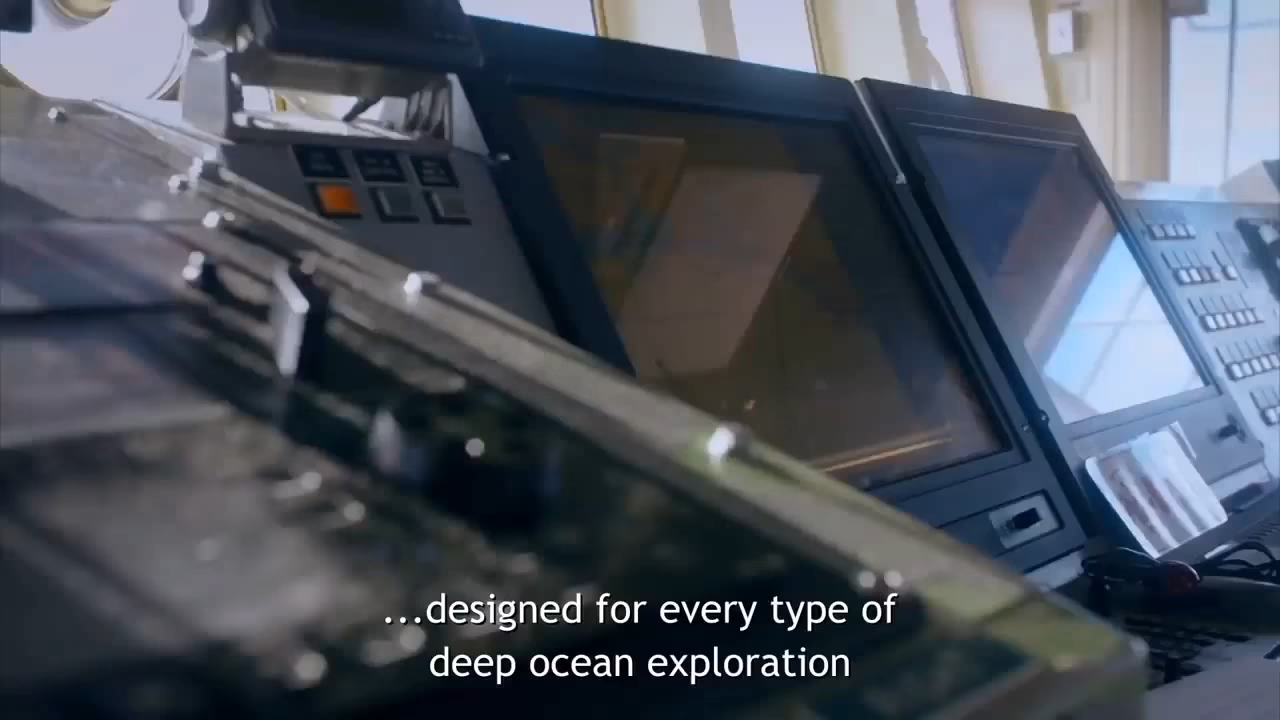 ...designed for every type of
deep ocean exploration